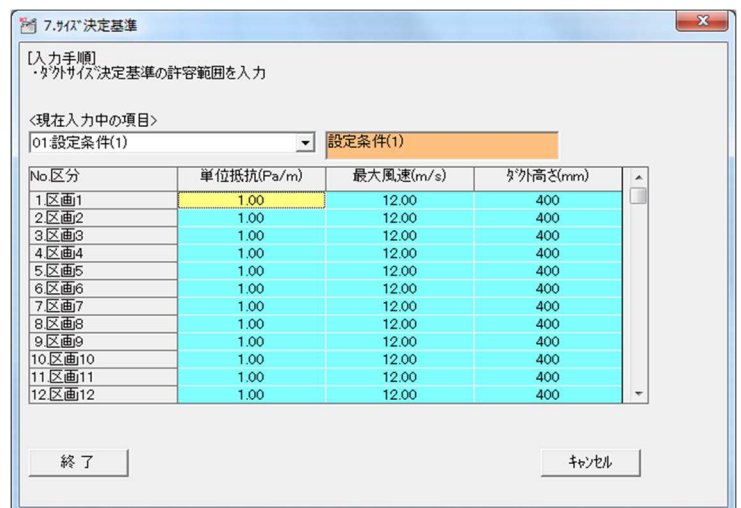 7.ｻｲｽﾞ決定基準
[入力手順]
・ﾀﾞｸﾄｻｲｽﾞ決定基準の許容範囲を入力
<現在入力中の項目>
01:設定条件(1) 設定条件(1)
No.区分 単位抵抗(Pa/m) 最大風速(m/s) ﾀﾞｸﾄ高さ(mm)
1.区画1 1.00 12.00 400
2.区画2 1.00 12.00 400
3.区画3 1.00 12.00 400
4.区画4 1.00 12.00 400
5.区画5 1.00 12.00 400
6.区画6 1.00 12.00 400
7.区画7 1.00 12.00 400
8.区画8 1.00 12.00 400
9.区画9 1.00 12.00 400
10.区画10 1.00 12.00 400
11.区画11 1.00 12.00 400
12.区画12 1.00 12.00 400
終了 ｷｬﾝｾﾙ